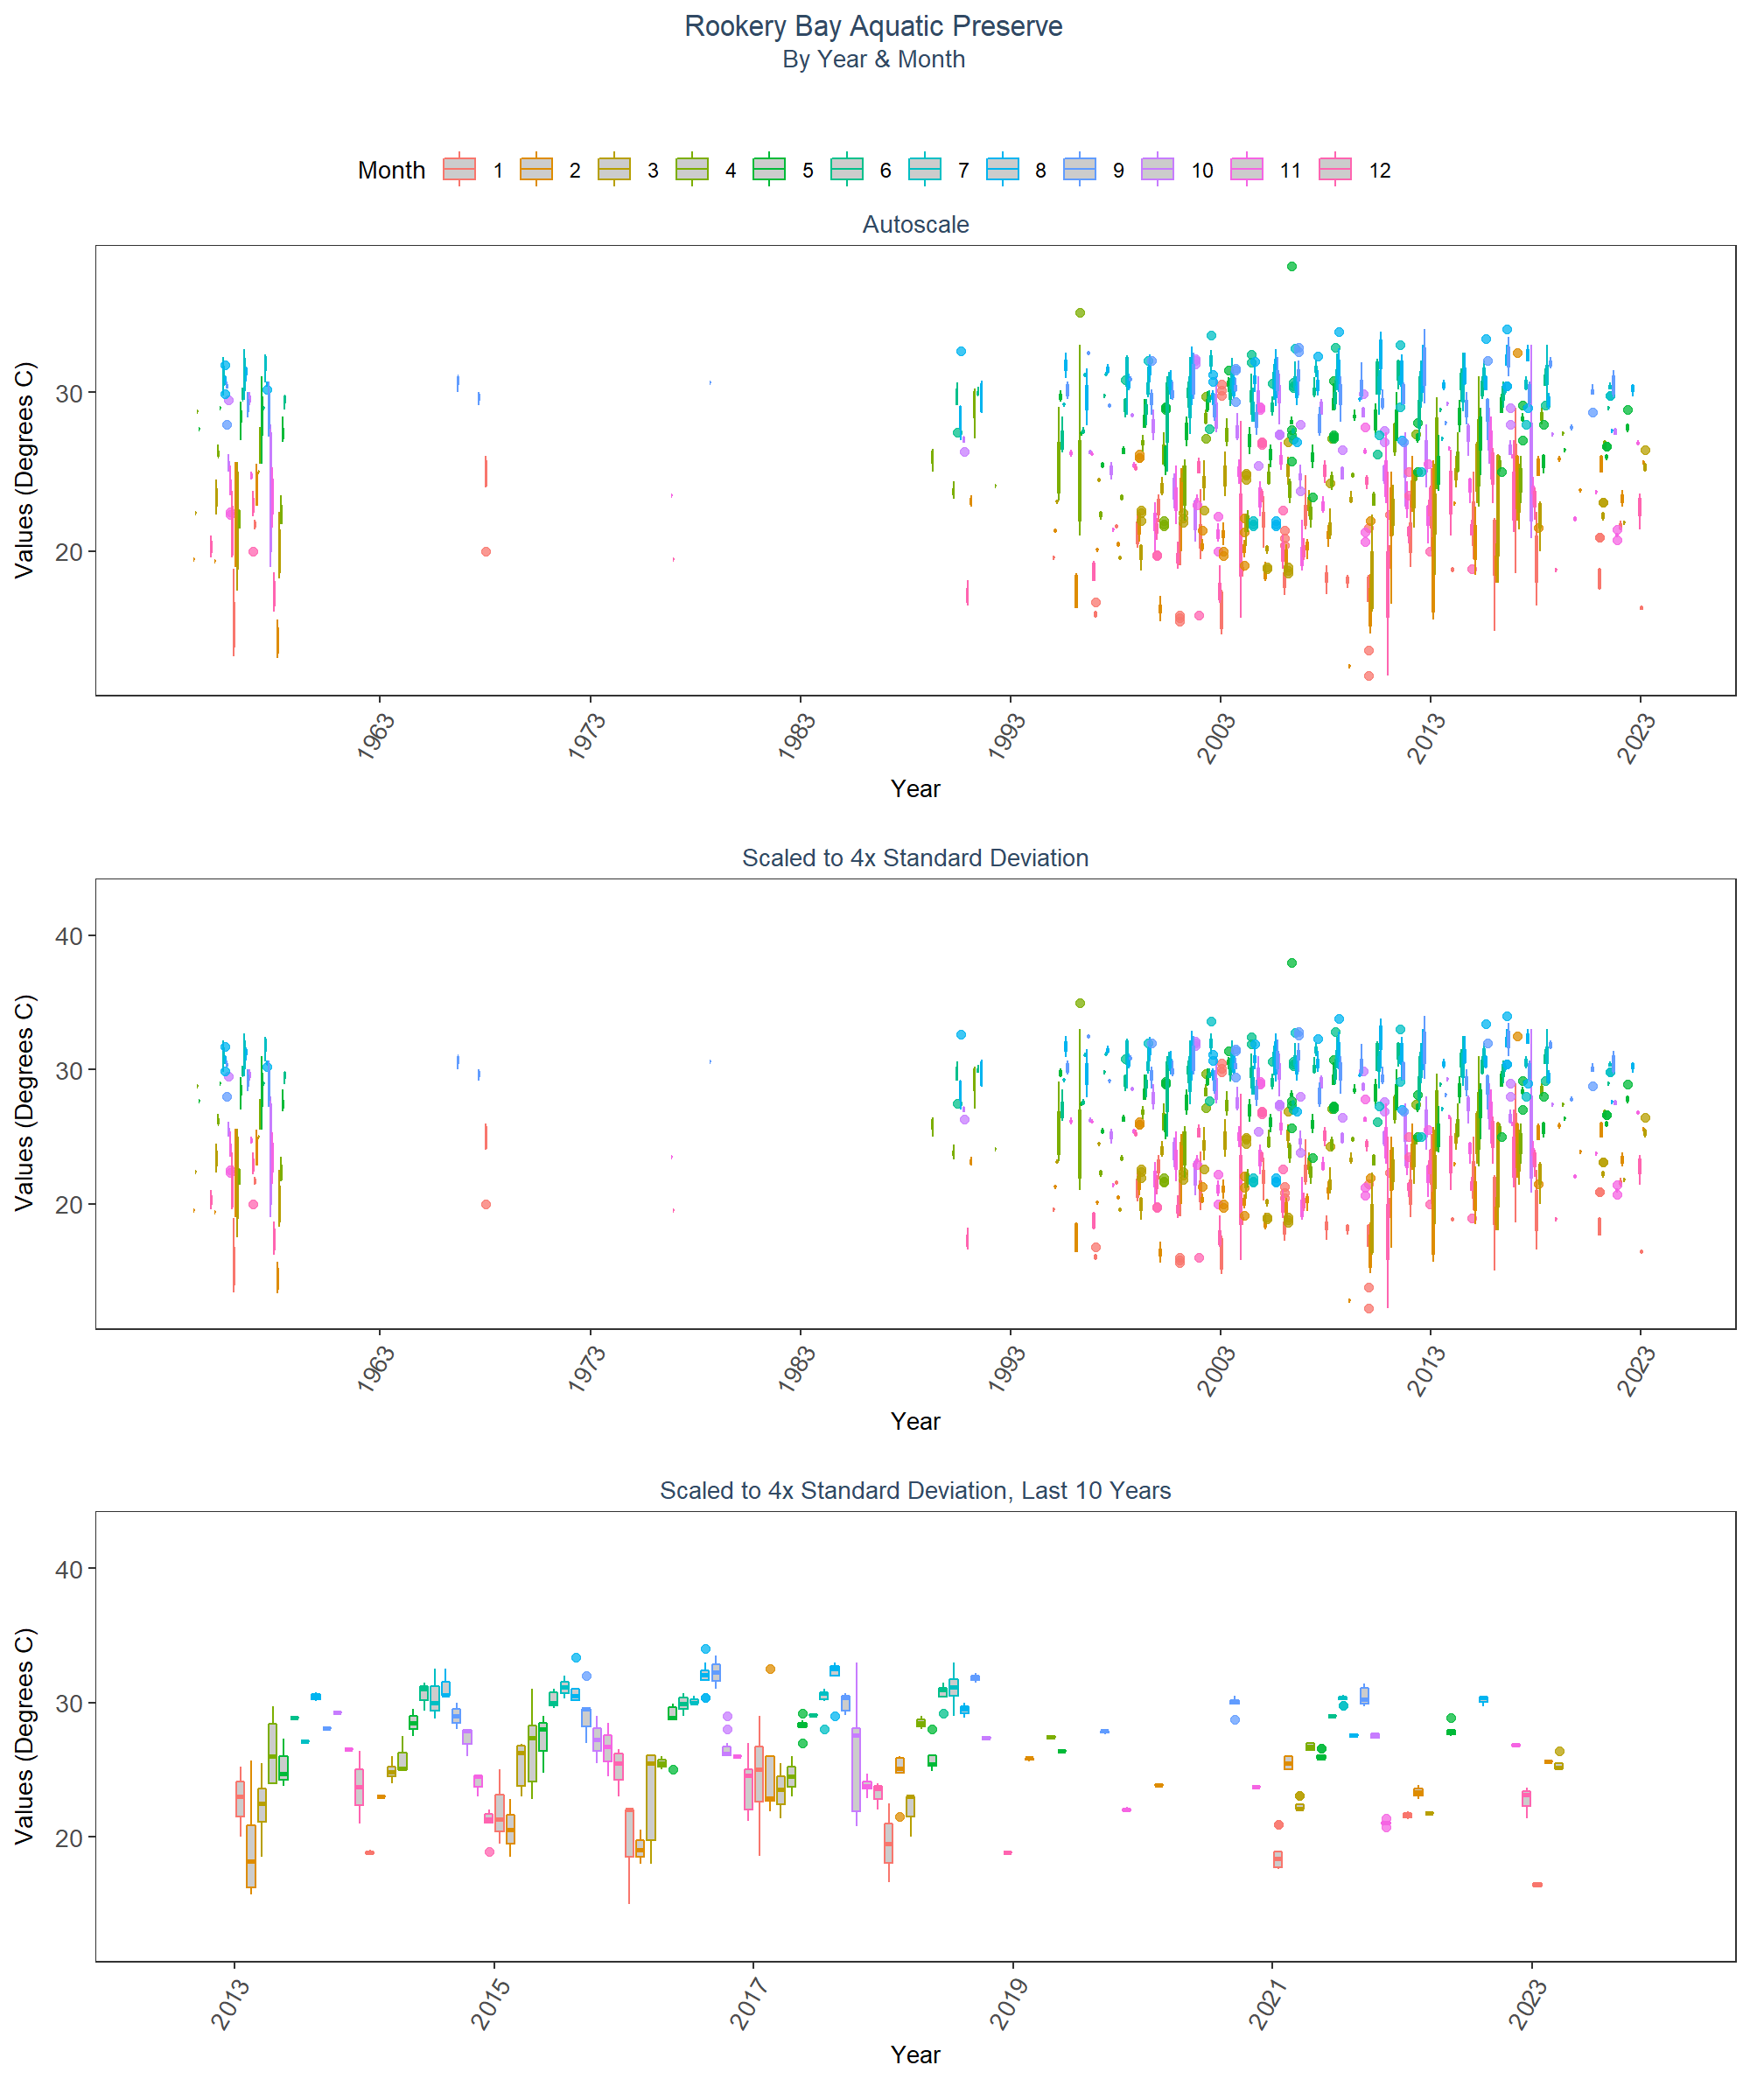 Rookery Bay Aquatic Preserve
By Year & Month
Month 1 2 3 4 5 6 7 8 9 10 11 12
Autoscale
Values (Degrees C)
30
20
1963 1973 1983 1993 2003 2013 2023
Year
Scaled to 4x Standard Deviation
Values (Degrees C)
40
30
20
1963 1973 1983 1993 2003 2013 2023
Year
Scaled to 4x Standard Deviation, Last 10 Years
Values (Degrees C)
40
30
20
2013 2015 2017 2019 2021 2023
Year